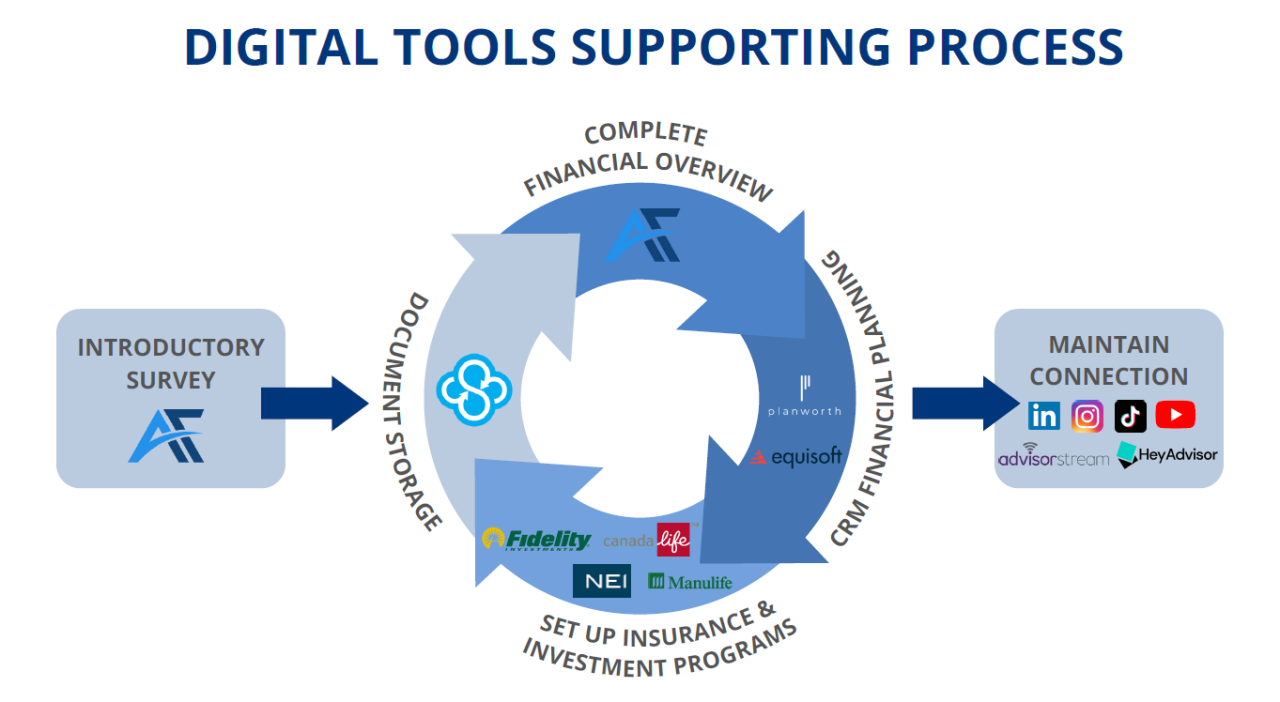 DIGITAL TOOLS SUPPORTING PROCESS
INTRODUCTORY
SURVEY
COMPLETE
FINANCIAL OVERVIEW
CRM FINANCIAL PLANNING
planworth
equisoft
SET UP INSURANCE &
INVESTMENT PROGRAMS
Fidelity
INVESTMENTS
canada life
NEI
Manulife
DOCUMENT STORAGE
MAINTAIN
CONNECTION
in
advisorstream
HeyAdvisor